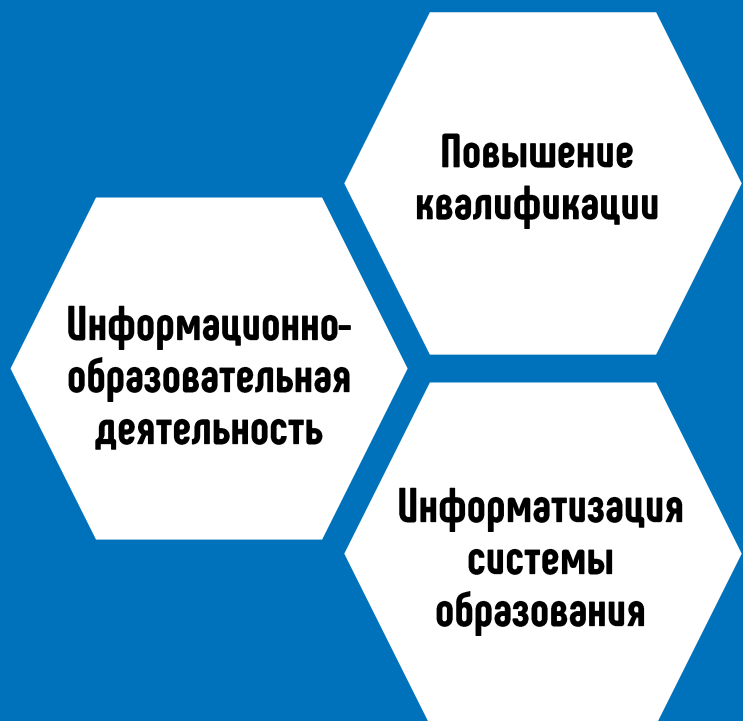 Повышение
квалификации
Информационно-
образовательная
деятельность
Информатизация
системы
образования